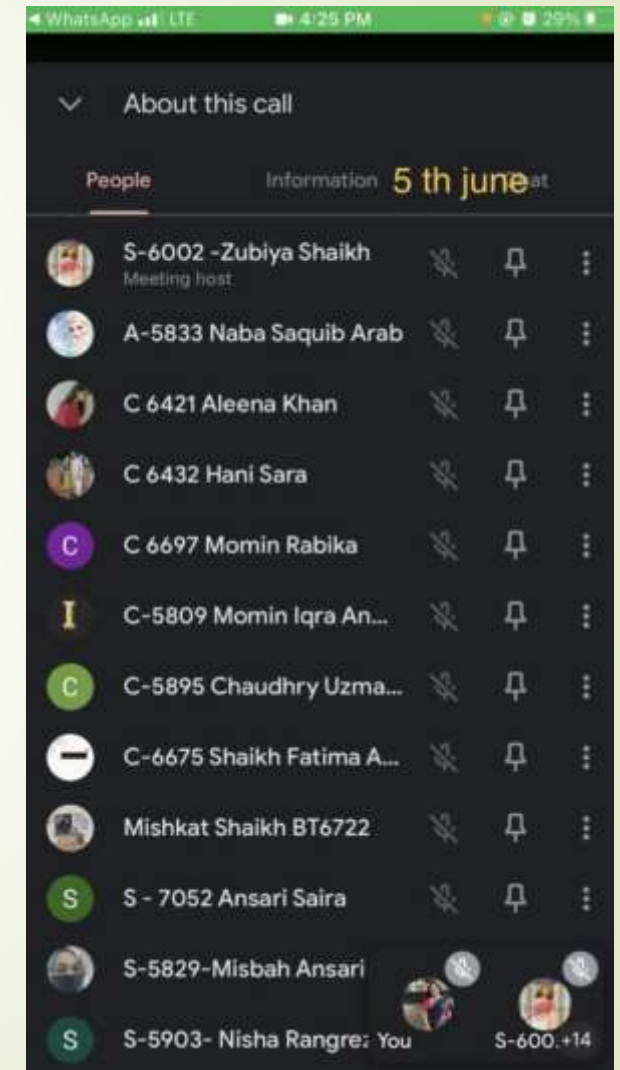 WhatsApp LTE 4:25 PM 29%
About this call
People Information 5 th june
S-6002 -Zubiya Shaikh
Meeting host
A-5833 Naba Saquib Arab
C 6421 Aleena Khan
C 6432 Hani Sara
C C 6697 Momin Rabika
I C-5809 Momin Iqra An...
C C-5895 Chaudhry Uzma...
C-6675 Shaikh Fatima A...
Mishkat Shaikh BT6722
S S - 7052 Ansari Saira
S-5829-Misbah Ansari
S S-5903- Nisha Rangrez You S-600. +14